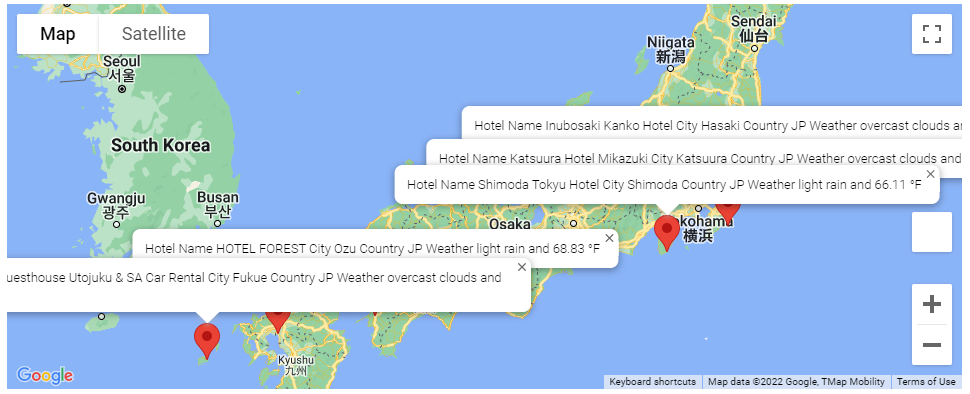 Map
Satellite
Seoul
서울
South Korea
Gwangju
광주
Busan
부산
Niigata
新潟
Sendai
仙台
Hotel Name Inubosaki Kanko Hotel City Hasaki Country JP Weather overcast clouds
Hotel Name Katsuura Hotel Mikazuki City Katsuura Country JP Weather overcast clouds and
Hotel Name Shimoda Tokyu Hotel City Shimoda Country JP Weather light rain and 66.11 °F
Osaka
okohama
横浜
Hotel Name HOTEL FOREST City Ozu Country JP Weather light rain and 68.83 °F
uesthouse Utojuku & SA Car Rental City Fukue Country JP Weather overcast clouds and
Kyushu
九州
Google
Keyboard shortcuts
Map data ©2022 Google, TMap Mobility
Terms of Use